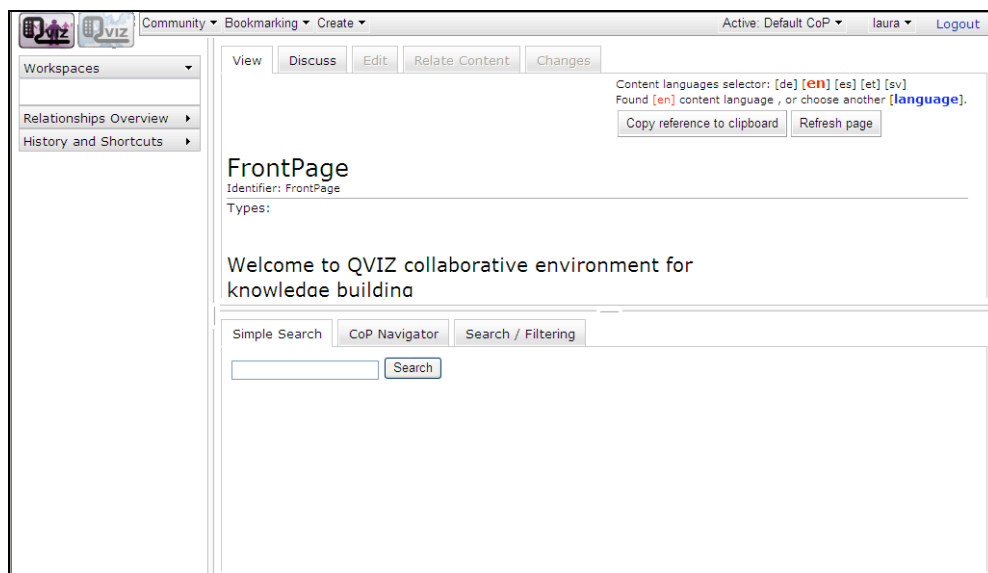 Qviz QVIZ Community Bookmarking Create Active: Default CoP laura Logout
Workspaces
Relationships Overview
History and Shortcuts
View Discuss Edit Relate Content Changes
Content languages selector: [de] [en] [es] [et] [sv]
Found [en] content language , or choose another [language].
Copy reference to clipboard Refresh page
FrontPage
Identifier: FrontPage
Types:
Welcome to QVIZ collaborative environment for
knowledge building
Simple Search CoP Navigator Search / Filtering
Search